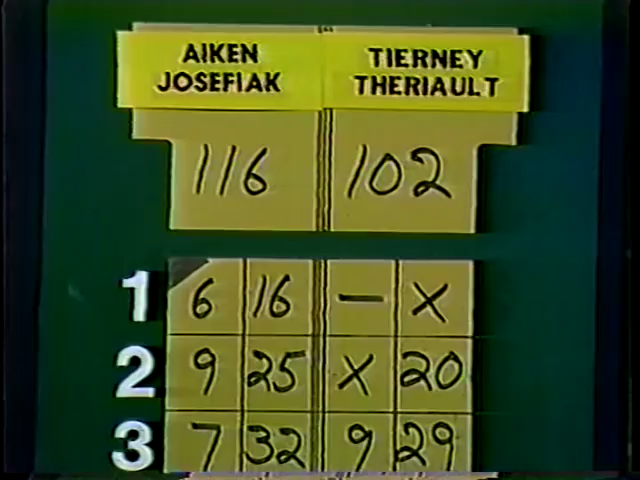 AIKEN JOSEFIAK
TIERNEY THERIAULT
116 102
1 6 16 — X
2 9 25 X 20
3 7 32 9 29